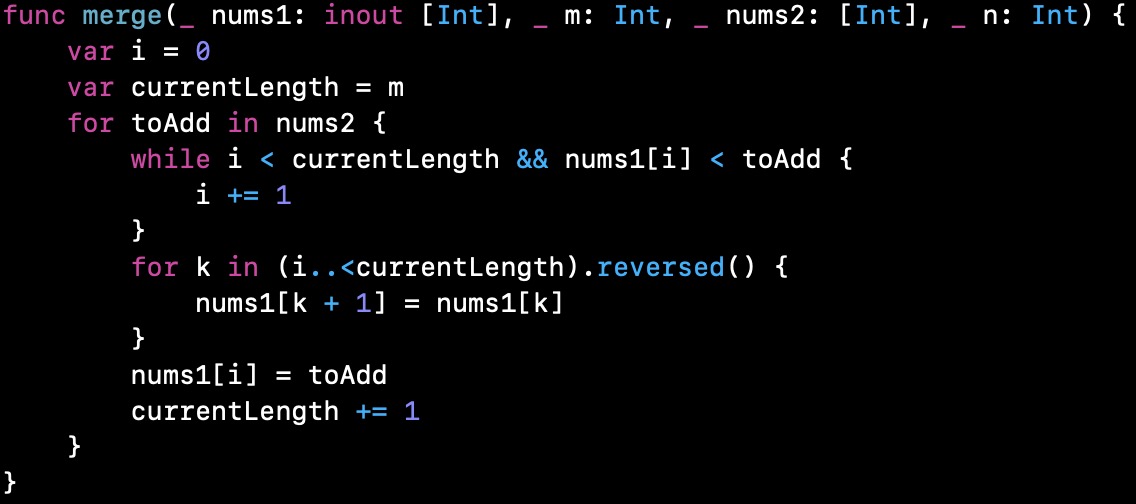 func merge(_ nums1: inout [Int], _ m: Int, _ nums2: [Int], _ n: Int) {
    var i = 0
    var currentLength = m
    for toAdd in nums2 {
        while i < currentLength && nums1[i] < toAdd {
            i += 1
        }
        for k in (i..<currentLength).reversed() {
            nums1[k + 1] = nums1[k]
        }
        nums1[i] = toAdd
        currentLength += 1
    }
}